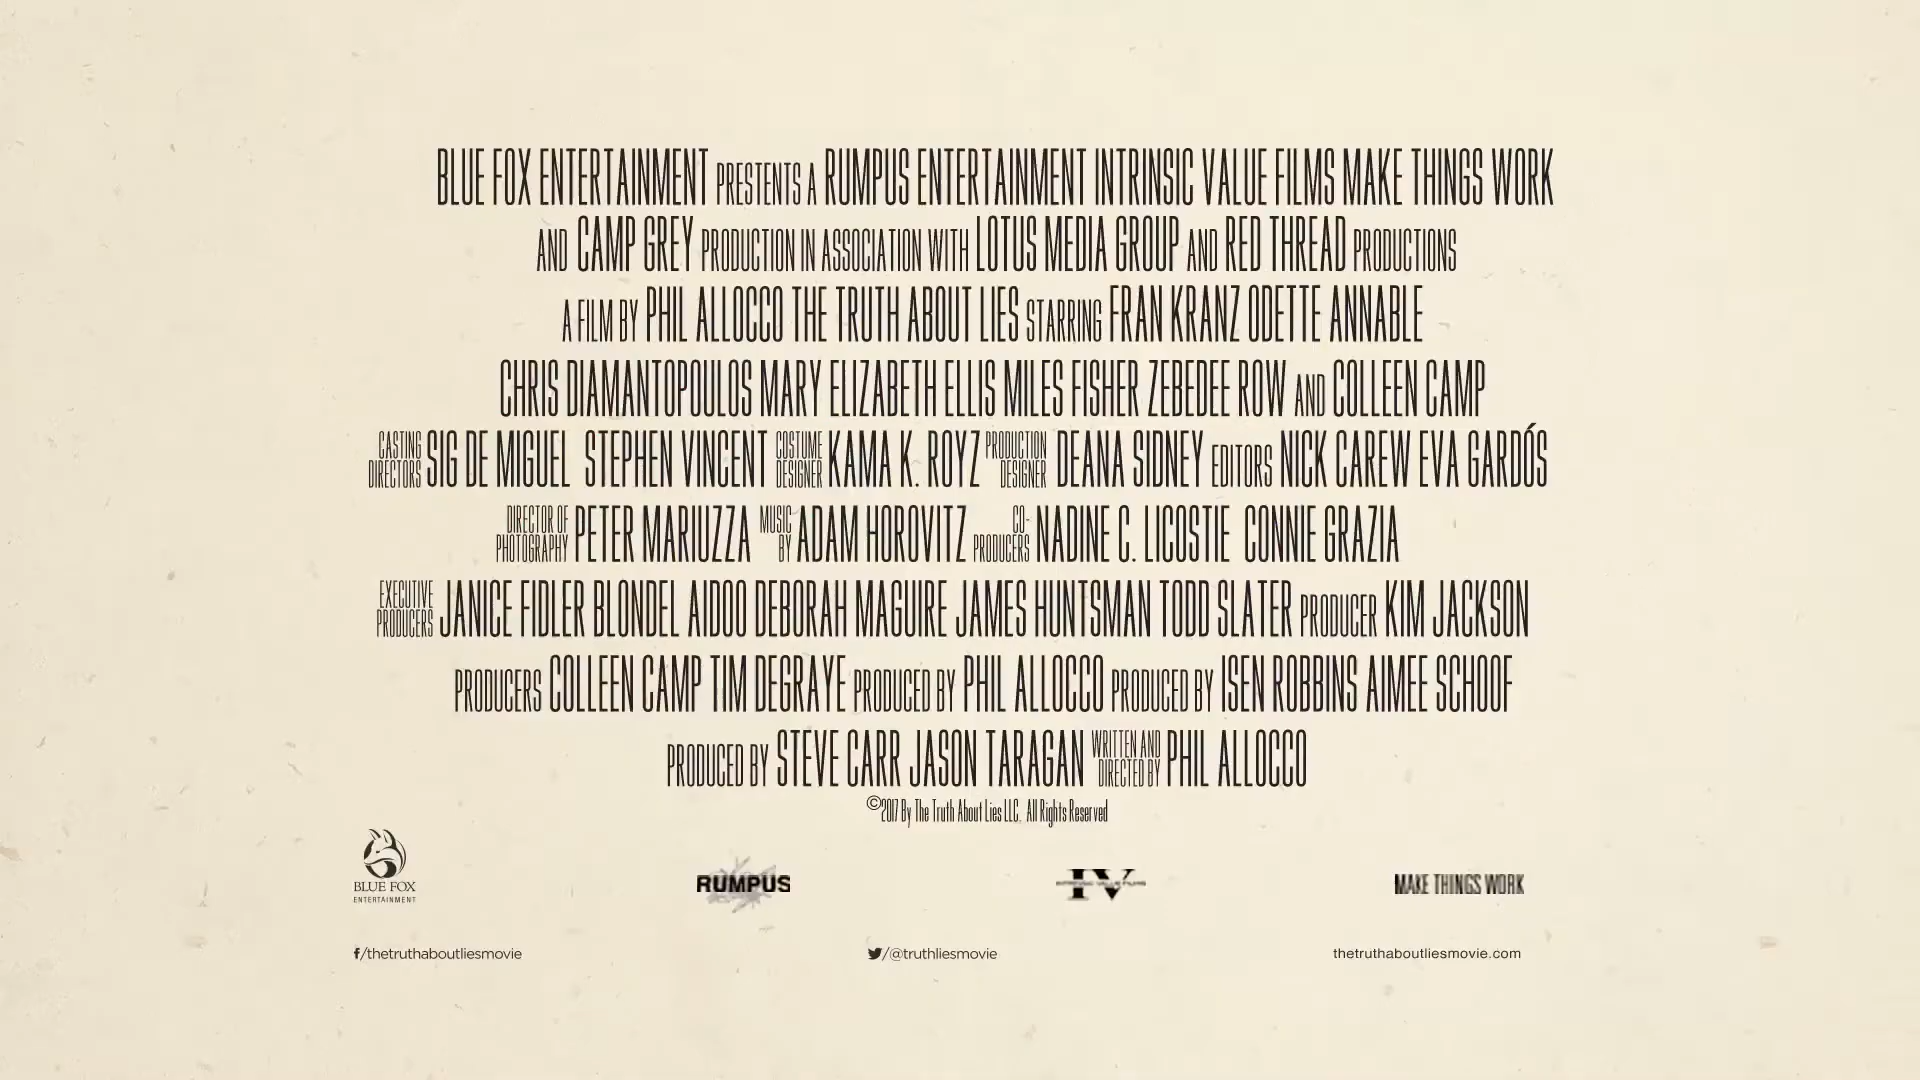 BLUE FOX ENTERTAINMENT PRESTENTS A RUMPUS ENTERTAINMENT INTRINSIC VALUE FILMS MAKE THINGS WORK
AND CAMP GREY PRODUCTION IN ASSOCIATION WITH LOTUS MEDIA GROUP AND RED THREAD PRODUCTIONS
A FILM BY PHIL ALLOCCO THE TRUTH ABOUT LIES STARRING FRAN KRANZ ODETTE ANNABLE
CHRIS DIAMANTOPOULOS MARY ELIZABETH ELLIS MILES FISHER ZEBEDEE ROW AND COLLEEN CAMP
CASTING DIRECTORS SIG DE MIGUEL STEPHEN VINCENT COSTUME DESIGNER KAMA K. ROYZ PRODUCTION DESIGNER DEANA SIDNEY EDITORS NICK CAREW EVA GARDÓS
DIRECTOR OF PHOTOGRAPHY PETER MARIUZZA MUSIC BY ADAM HOROVITZ CO-PRODUCERS NADINE C. LICOSTIE CONNIE GRAZIA
EXECUTIVE PRODUCERS JANICE FIDLER BLONDEL AIDOO DEBORAH MAGUIRE JAMES HUNTSMAN TODD SLATER PRODUCER KIM JACKSON
PRODUCERS COLLEEN CAMP TIM DEGRAYE PRODUCED BY PHIL ALLOCCO PRODUCED BY ISEN ROBBINS AIMEE SCHOOF
PRODUCED BY STEVE CARR JASON TARAGAN WRITTEN AND DIRECTED BY PHIL ALLOCCO
©2017 By The Truth About Lies LLC. All Rights Reserved
BLUE FOX
ENTERTAINMENT
RUMPUS
IV
INTRINSIC VALUE FILMS
MAKE THINGS WORK
f/thetruthaboutliesmovie
/@truthliesmovie
thetruthaboutliesmovie.com